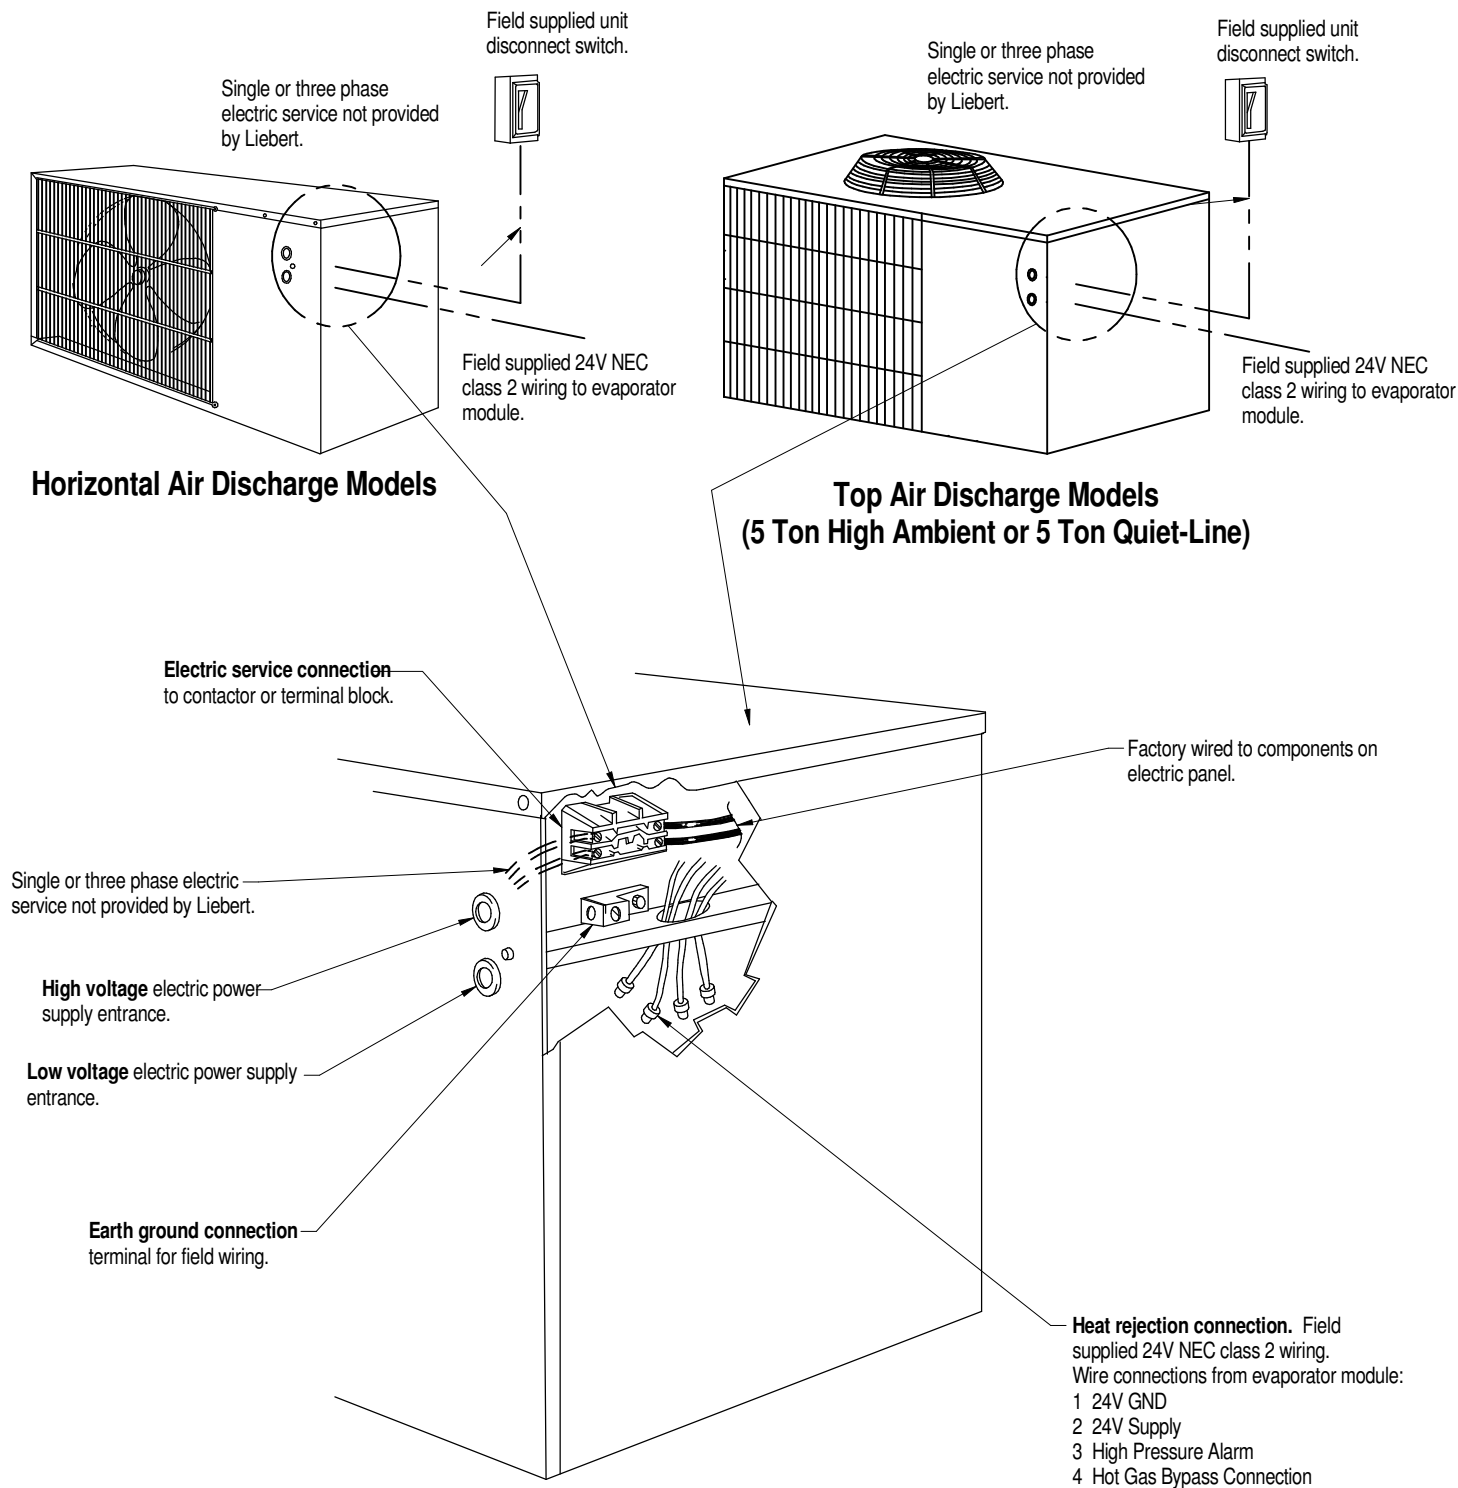 Field supplied unit
disconnect switch.
Single or three phase
electric service not provided
by Liebert.
Field supplied 24V NEC
class 2 wiring to evaporator
module.
Horizontal Air Discharge Models
Field supplied unit
disconnect switch.
Single or three phase
electric service not provided
by Liebert.
Field supplied 24V NEC
class 2 wiring to evaporator
module.
Top Air Discharge Models
(5 Ton High Ambient or 5 Ton Quiet-Line)
Electric service connection
to contactor or terminal block.
Factory wired to components on
electric panel.
Single or three phase electric
service not provided by Liebert.
High voltage electric power
supply entrance.
Low voltage electric power supply
entrance.
Earth ground connection
terminal for field wiring.
Heat rejection connection. Field
supplied 24V NEC class 2 wiring.
Wire connections from evaporator module:
1 24V GND
2 24V Supply
3 High Pressure Alarm
4 Hot Gas Bypass Connection